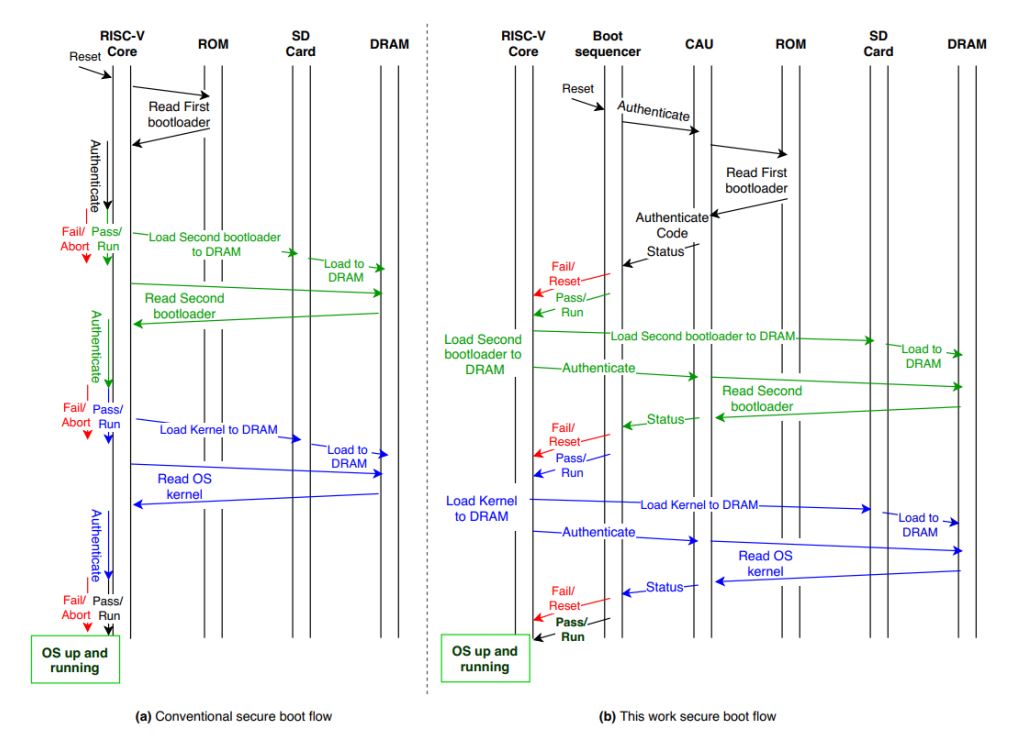 RISC-V
Core
ROM
SD
Card
DRAM
Reset
Read First
bootloader
Authenticate
Fail/
Abort
Pass/
Run
Load Second bootloader
to DRAM
Load to
DRAM
Read Second
bootloader
Authenticate
Fail/
Abort
Pass/
Run
Load Kernel to DRAM
Load to
DRAM
Read OS
kernel
Authenticate
Fail/
Abort
Pass/
Run
OS up and
running
(a) Conventional secure boot flow
RISC-V
Core
Boot
sequencer
CAU
ROM
SD
Card
DRAM
Reset
Authenticate
Read First
bootloader
Authenticate
Code
Status
Fail/
Reset
Pass/
Run
Load Second
bootloader to
DRAM
Load Second bootloader to DRAM
Load to
DRAM
Authenticate
Read Second
bootloader
Status
Fail/
Reset
Pass/
Run
Load Kernel
to DRAM
Load Kernel to DRAM
Load to
DRAM
Authenticate
Read OS
kernel
Status
Fail/
Reset
Pass/
Run
OS up and
running
(b) This work secure boot flow